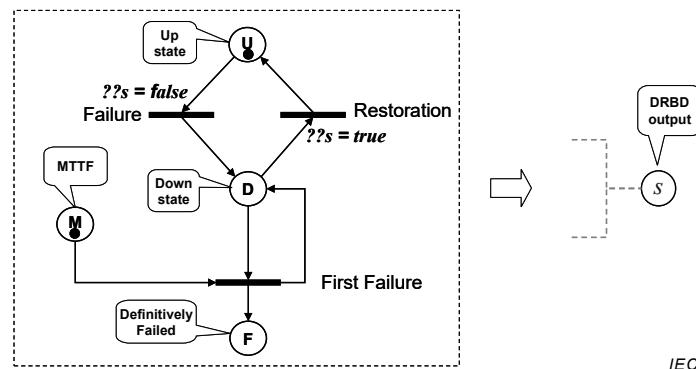 Up
state
U
??s = false
Failure
Restoration
??s = true
DRBD
output
S
MTTF
M
Down
state
D
First Failure
Definitively
Failed
F
IEC